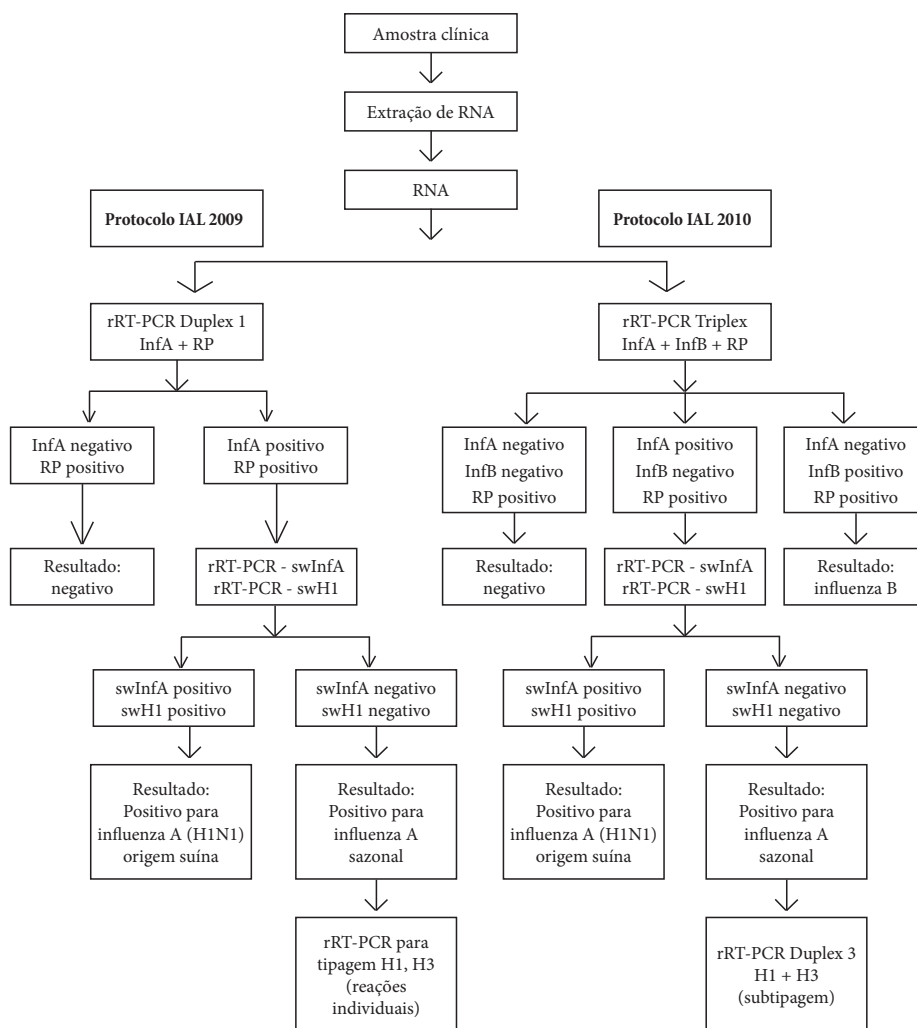 Amostra clínica
Extração de RNA
RNA
Protocolo IAL 2009
Protocolo IAL 2010
rRT-PCR Duplex 1
InfA + RP
rRT-PCR Triplex
InfA + InfB + RP
InfA negativo
RP positivo
InfA positivo
RP positivo
InfA negativo
InfB negativo
RP positivo
InfA positivo
InfB negativo
RP positivo
InfA negativo
InfB positivo
RP positivo
Resultado:
negativo
rRT-PCR - swInfA
rRT-PCR - swH1
Resultado:
negativo
rRT-PCR - swInfA
rRT-PCR - swH1
Resultado:
influenza B
swInfA positivo
swH1 positivo
swInfA negativo
swH1 negativo
swInfA positivo
swH1 positivo
swInfA negativo
swH1 negativo
Resultado:
Positivo para
influenza A (H1N1)
origem suína
Resultado:
Positivo para
influenza A
sazonal
Resultado:
Positivo para
influenza A (H1N1)
origem suína
Resultado:
Positivo para
influenza A
sazonal
rRT-PCR para
tipagem H1, H3
(reações
individuais)
rRT-PCR Duplex 3
H1 + H3
(subtipagem)